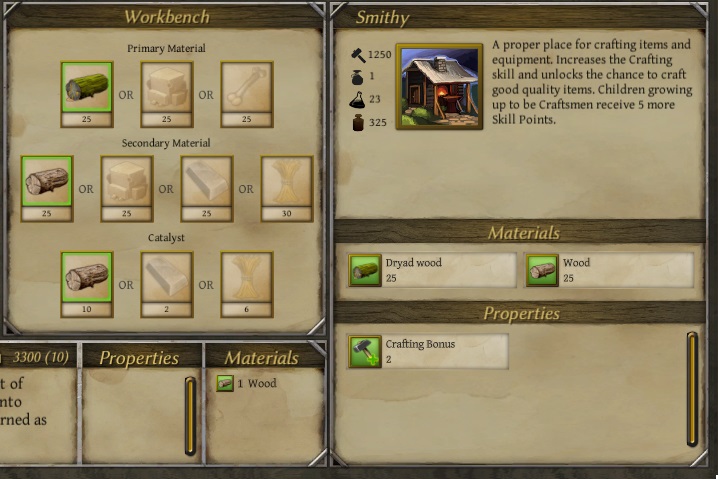 Workbench
Primary Material
OR OR
25 25 25
Secondary Material
OR OR OR
25 25 25 30
Catalyst
OR OR
10 2 6
3300 (10)
t of
nto
rned as
Properties
Materials
1 Wood
Smithy
1250
1
23
325
A proper place for crafting items and
equipment. Increases the Crafting
skill and unlocks the chance to craft
good quality items. Children growing
up to be Craftsmen receive 5 more
Skill Points.
Materials
Dryad wood
25
Wood
25
Properties
Crafting Bonus
2